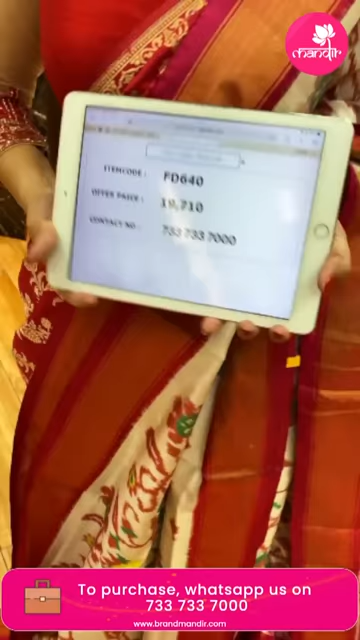 mandir
ITEMCODE : FD640
OFFER PRICE : 19,710
CONTACT NO : 733 733 7000
To purchase, whatsapp us on
733 733 7000
www.brandmandir.com